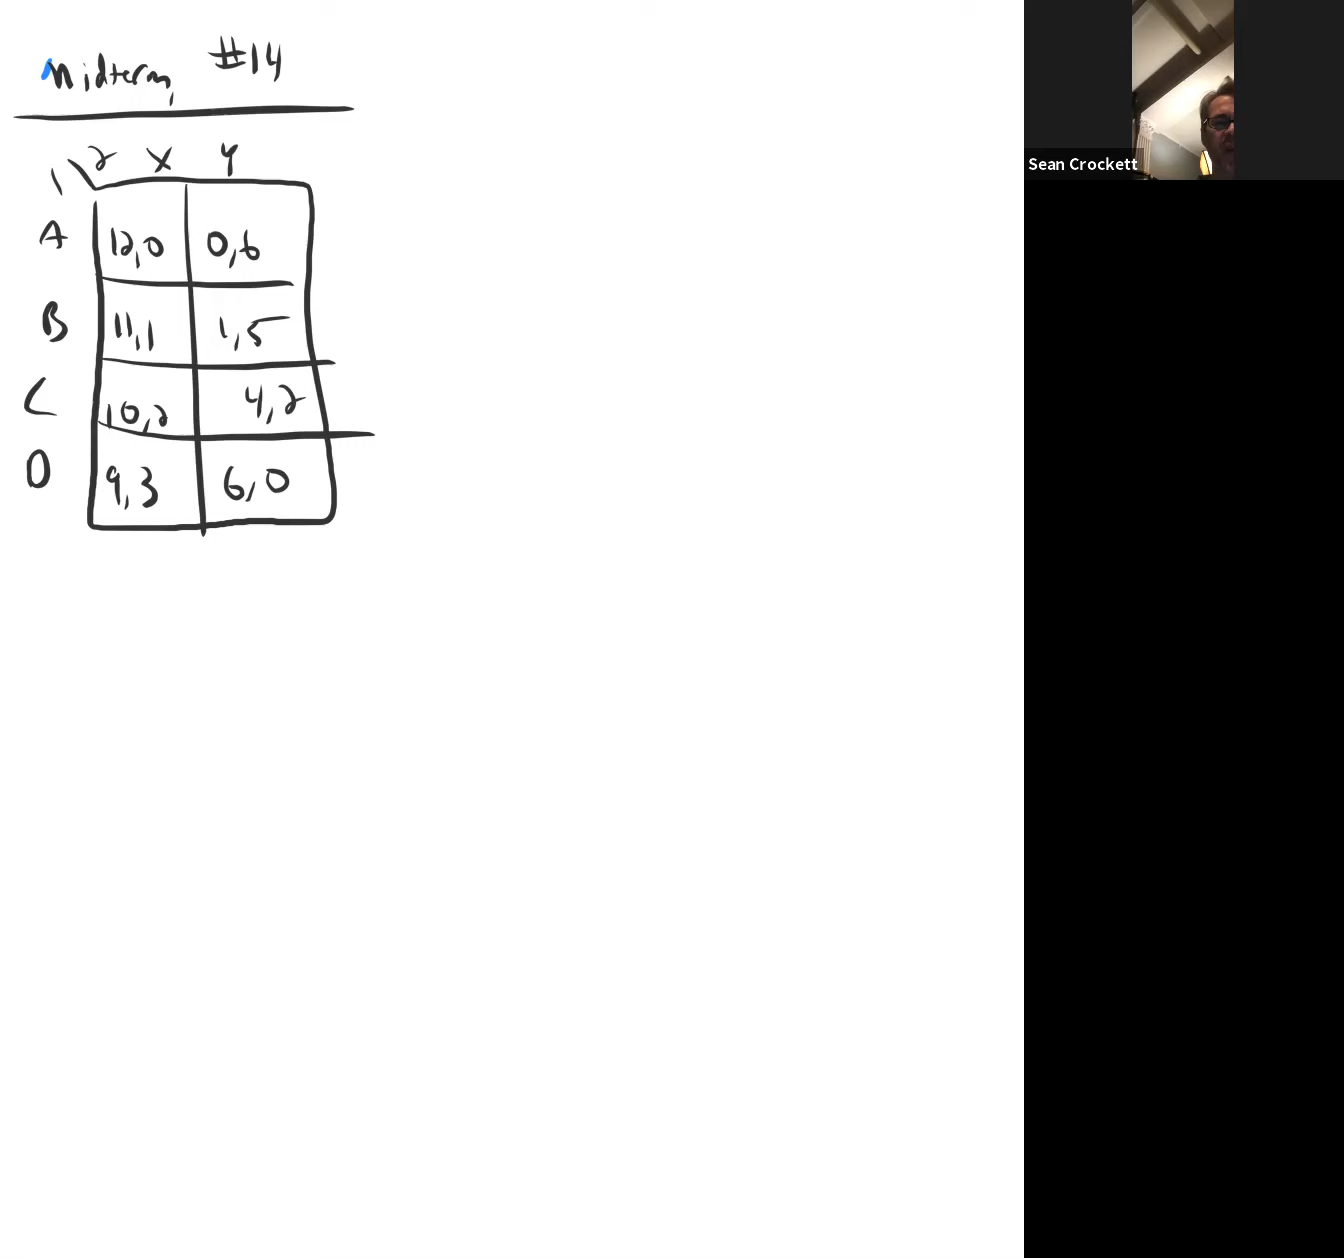 Midterm, #14
1\2 X Y
A 12,0 0,6
B 11,1 1,5
C 10,2 4,2
D 9,3 6,0
Sean Crockett